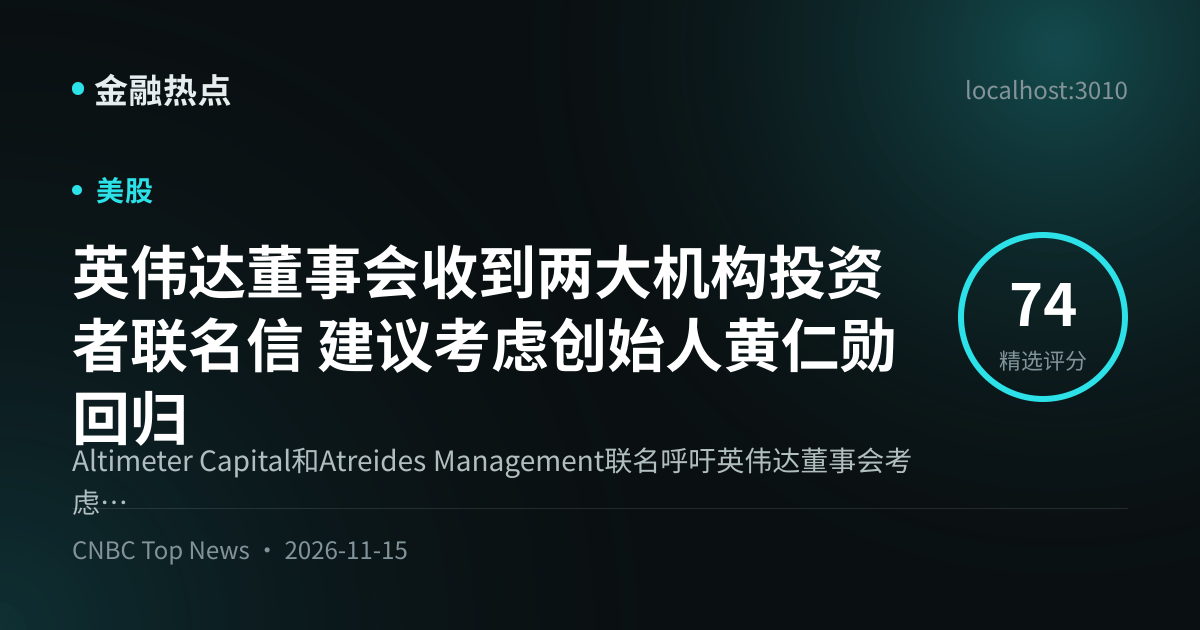 金融热点
localhost:3010
美股
英伟达董事会收到两大机构投资
者联名信 建议考虑创始人黄仁勋
回归
74
精选评分
Altimeter Capital和Atreides Management联名呼吁英伟达董事会考
虑…
CNBC Top News · 2026-11-15